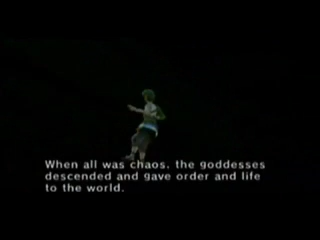 When all was chaos, the goddesses
descended and gave order and life
to the world.